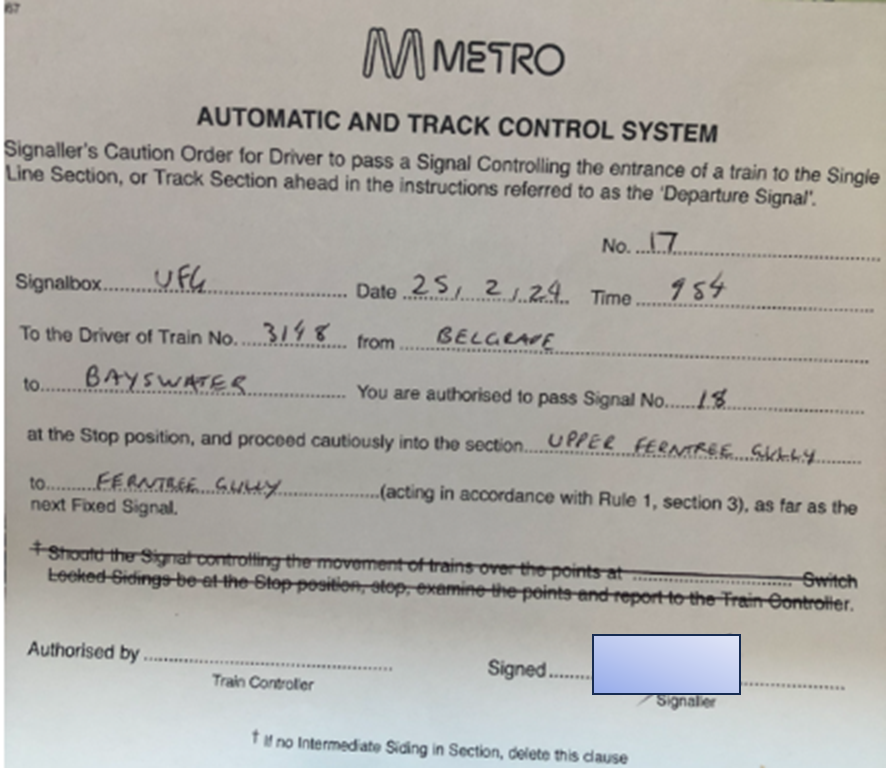 METRO
AUTOMATIC AND TRACK CONTROL SYSTEM
Signaller's Caution Order for Driver to pass a Signal Controlling the entrance of a train to the Single
Line Section, or Track Section ahead in the instructions referred to as the 'Departure Signal'.
No. 17
Signalbox UFG Date 25, 2, 24 Time 954
To the Driver of Train No. 3148 from BELGRAVE
to BAYSWATER You are authorised to pass Signal No. 18
at the Stop position, and proceed cautiously into the section UPPER FERNTREE GULLY
to FERNTREE GULLY (acting in accordance with Rule 1, section 3), as far as the
next Fixed Signal.
† Should the Signal controlling the movement of trains over the points at Switch
Locked Sidings be at the Stop position, stop, examine the points and report to the Train Controller.
Authorised by Signed
Train Controller Signaller
† If no Intermediate Siding in Section, delete this clause